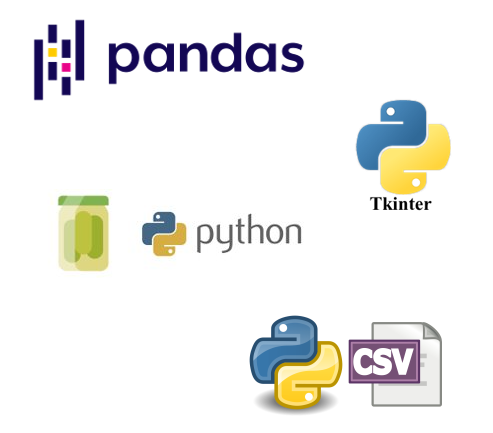 pandas
Tkinter
python
CSV